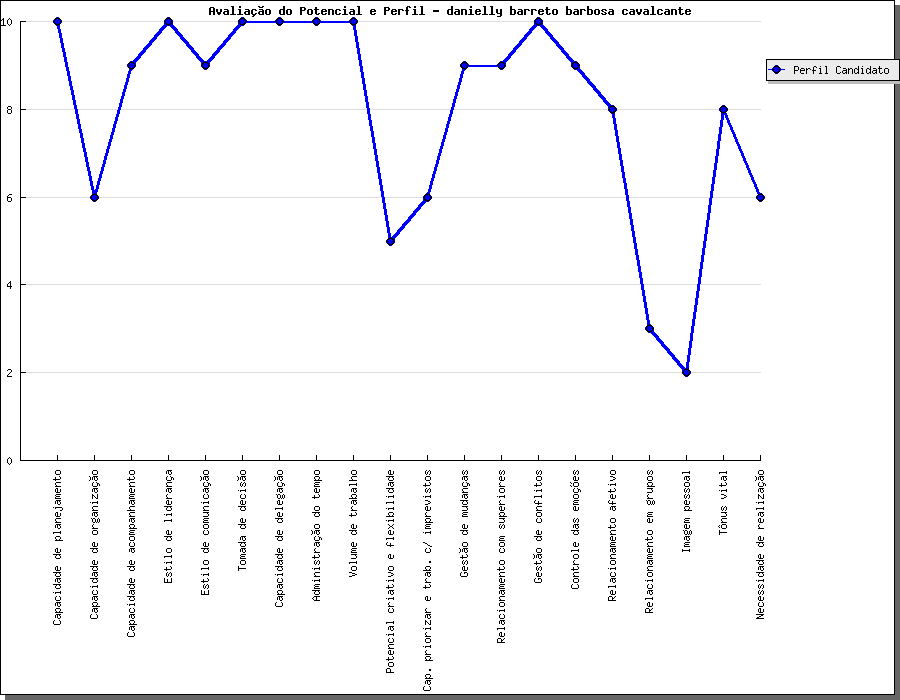 Avaliação do Potencial e Perfil - danielly barreto barbosa cavalcante
10
8
6
4
2
0
Perfil Candidato
Capacidade de planejamento
Capacidade de organização
Capacidade de acompanhamento
Estilo de liderança
Estilo de comunicação
Tomada de decisão
Capacidade de delegação
Administração do tempo
Volume de trabalho
Potencial criativo e flexibilidade
Cap. priorizar e trab. c/ imprevistos
Gestão de mudanças
Relacionamento com superiores
Gestão de conflitos
Controle das emoções
Relacionamento afetivo
Relacionamento em grupos
Imagem pessoal
Tônus vital
Necessidade de realização